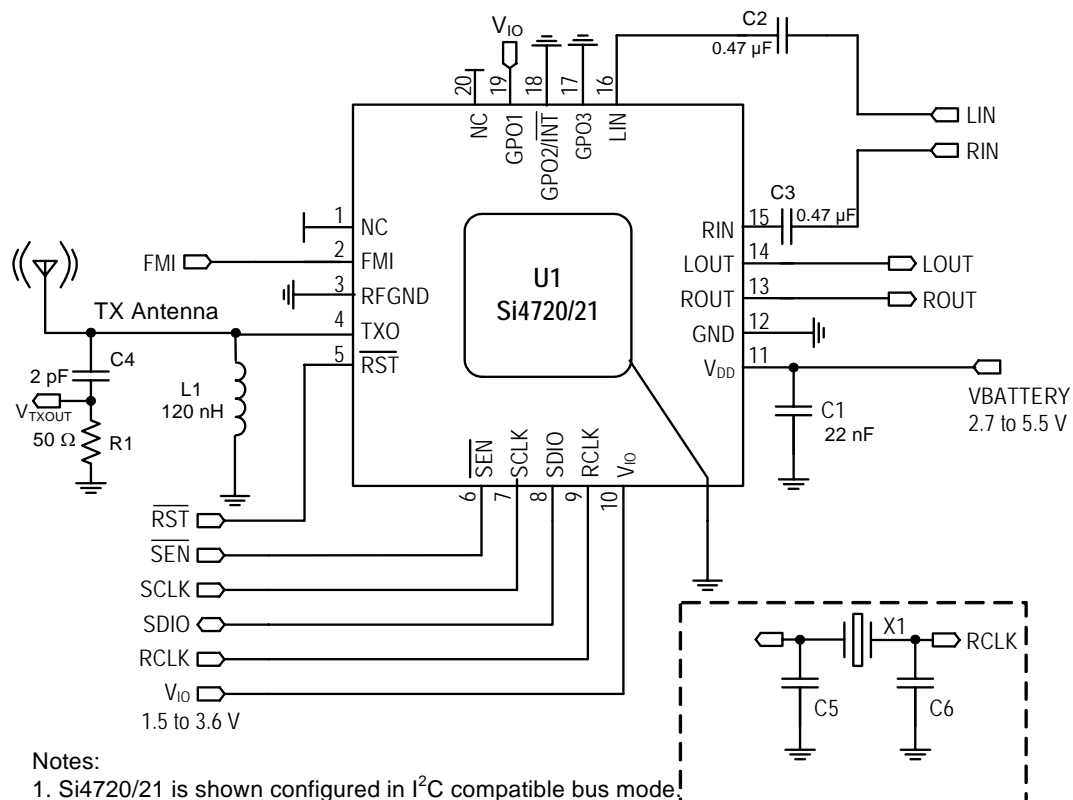 C2
0.47 µF
V_IO
20
19
18
17
16
NC
GPO1
GPO2/INT
GPO3
LIN
LIN
RIN
C3
0.47 µF
1
NC
RIN
15
FMI
2
FMI
U1
Si4720/21
LOUT
14
LOUT
3
RFGND
ROUT
13
ROUT
TX Antenna
4
TXO
GND
12
5
RST
V_DD
11
C4
2 pF
V_TXOUT
50 Ω
R1
L1
120 nH
C1
22 nF
VBATTERY
2.7 to 5.5 V
SEN
SCLK
SDIO
RCLK
V_IO
6
7
8
9
10
RST
SEN
SCLK
SDIO
RCLK
V_IO
1.5 to 3.6 V
X1
RCLK
C5
C6
Notes:
1. Si4720/21 is shown configured in I²C compatible bus mode.